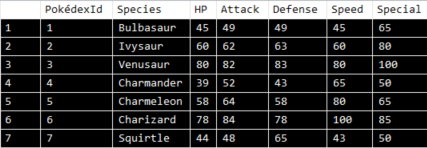 PokédexId Species HP Attack Defense Speed Special
1 1 Bulbasaur 45 49 49 45 65
2 2 Ivysaur 60 62 63 60 80
3 3 Venusaur 80 82 83 80 100
4 4 Charmander 39 52 43 65 50
5 5 Charmeleon 58 64 58 80 65
6 6 Charizard 78 84 78 100 85
7 7 Squirtle 44 48 65 43 50